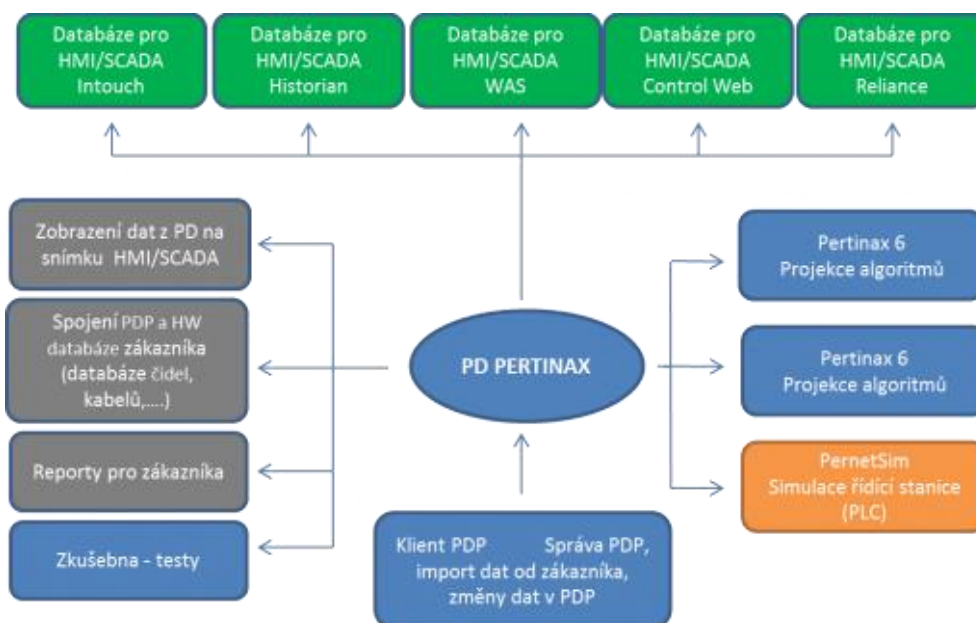 Databáze pro
HMI/SCADA
Intouch
Databáze pro
HMI/SCADA
Historian
Databáze pro
HMI/SCADA
WAS
Databáze pro
HMI/SCADA
Control Web
Databáze pro
HMI/SCADA
Reliance
Zobrazení dat z PD na
snímku HMI/SCADA
Spojení PDP a HW
databáze zákazníka
(databáze čidel,
kabelů,.....)
Reporty pro zákazníka
Zkušebna - testy
PD PERTINAX
Klient PDP Správa PDP,
import dat od zákazníka,
změny dat v PDP
Pertinax 6
Projekce algoritmů
Pertinax 6
Projekce algoritmů
PernetSim
Simulace řídící stanice
(PLC)